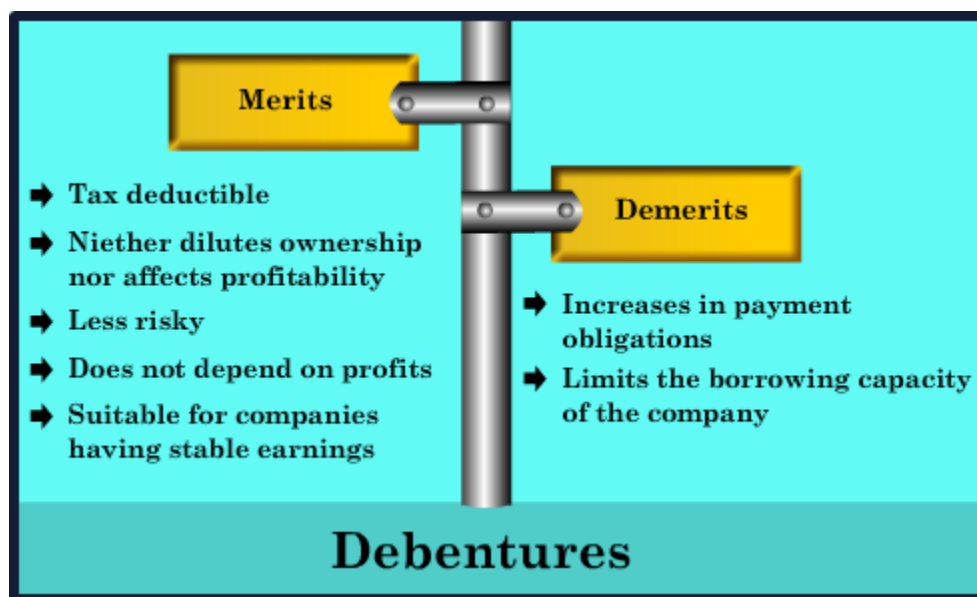 Merits
Tax deductible
Niether dilutes ownership
nor affects profitability
Less risky
Does not depend on profits
Suitable for companies
having stable earnings
Demerits
Increases in payment
obligations
Limits the borrowing capacity
of the company
Debentures